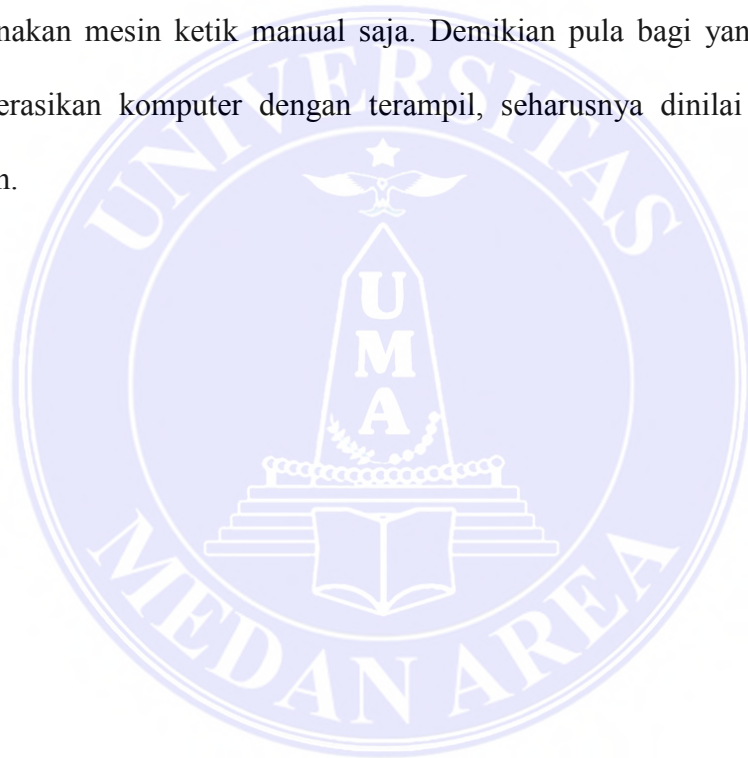 nakan mesin ketik manual saja. Demikian pula bagi yan
erasikan komputer dengan terampil, seharusnya dinilai
n.
UNIVERSITAS
U
M
A
MEDAN AREA